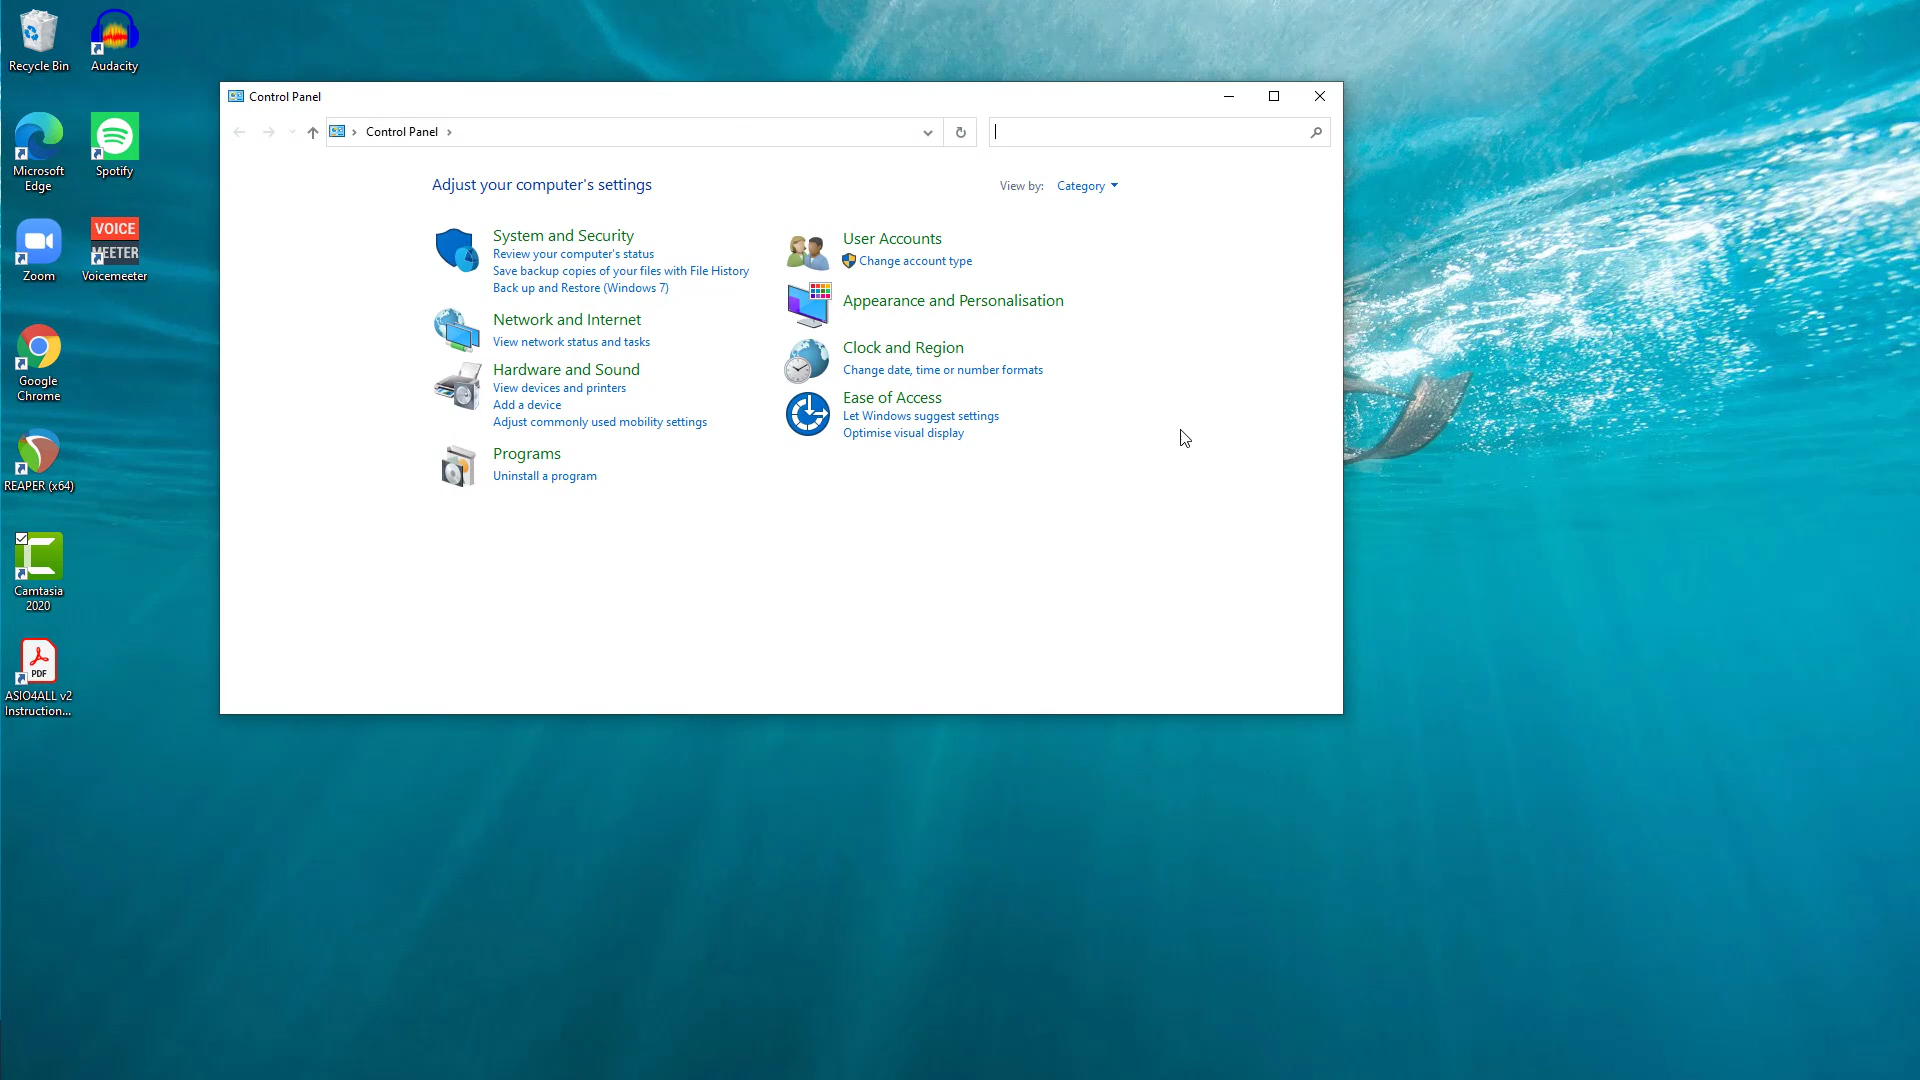 Recycle Bin
Audacity
Microsoft
Edge
Spotify
Zoom
VOICE
MEETER
Voicemeeter
Google
Chrome
REAPER (x64)
Camtasia
2020
PDF
ASIO4ALL v2
Instruction...
Control Panel
Control Panel
Adjust your computer's settings
View by: Category
System and Security
Review your computer's status
Save backup copies of your files with File History
Back up and Restore (Windows 7)
Network and Internet
View network status and tasks
Hardware and Sound
View devices and printers
Add a device
Adjust commonly used mobility settings
Programs
Uninstall a program
User Accounts
Change account type
Appearance and Personalisation
Clock and Region
Change date, time or number formats
Ease of Access
Let Windows suggest settings
Optimise visual display